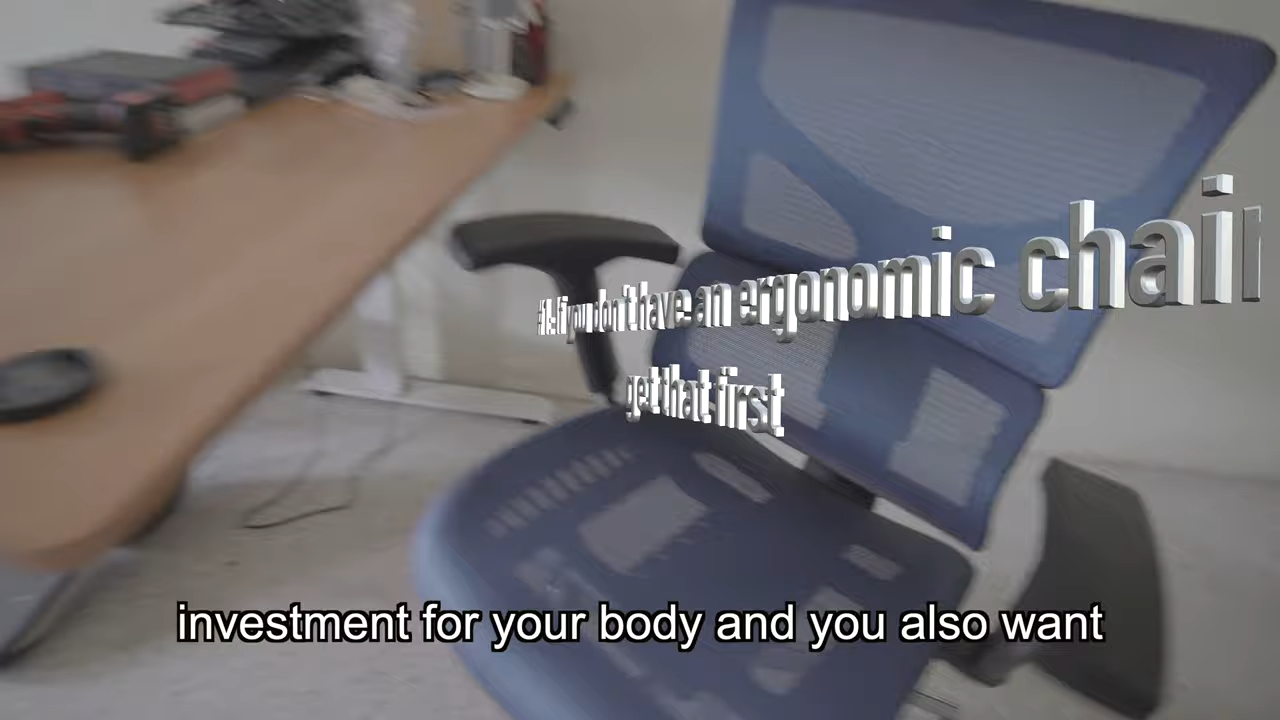 #1. If you don't have an ergonomic chair
get that first
investment for your body and you also want